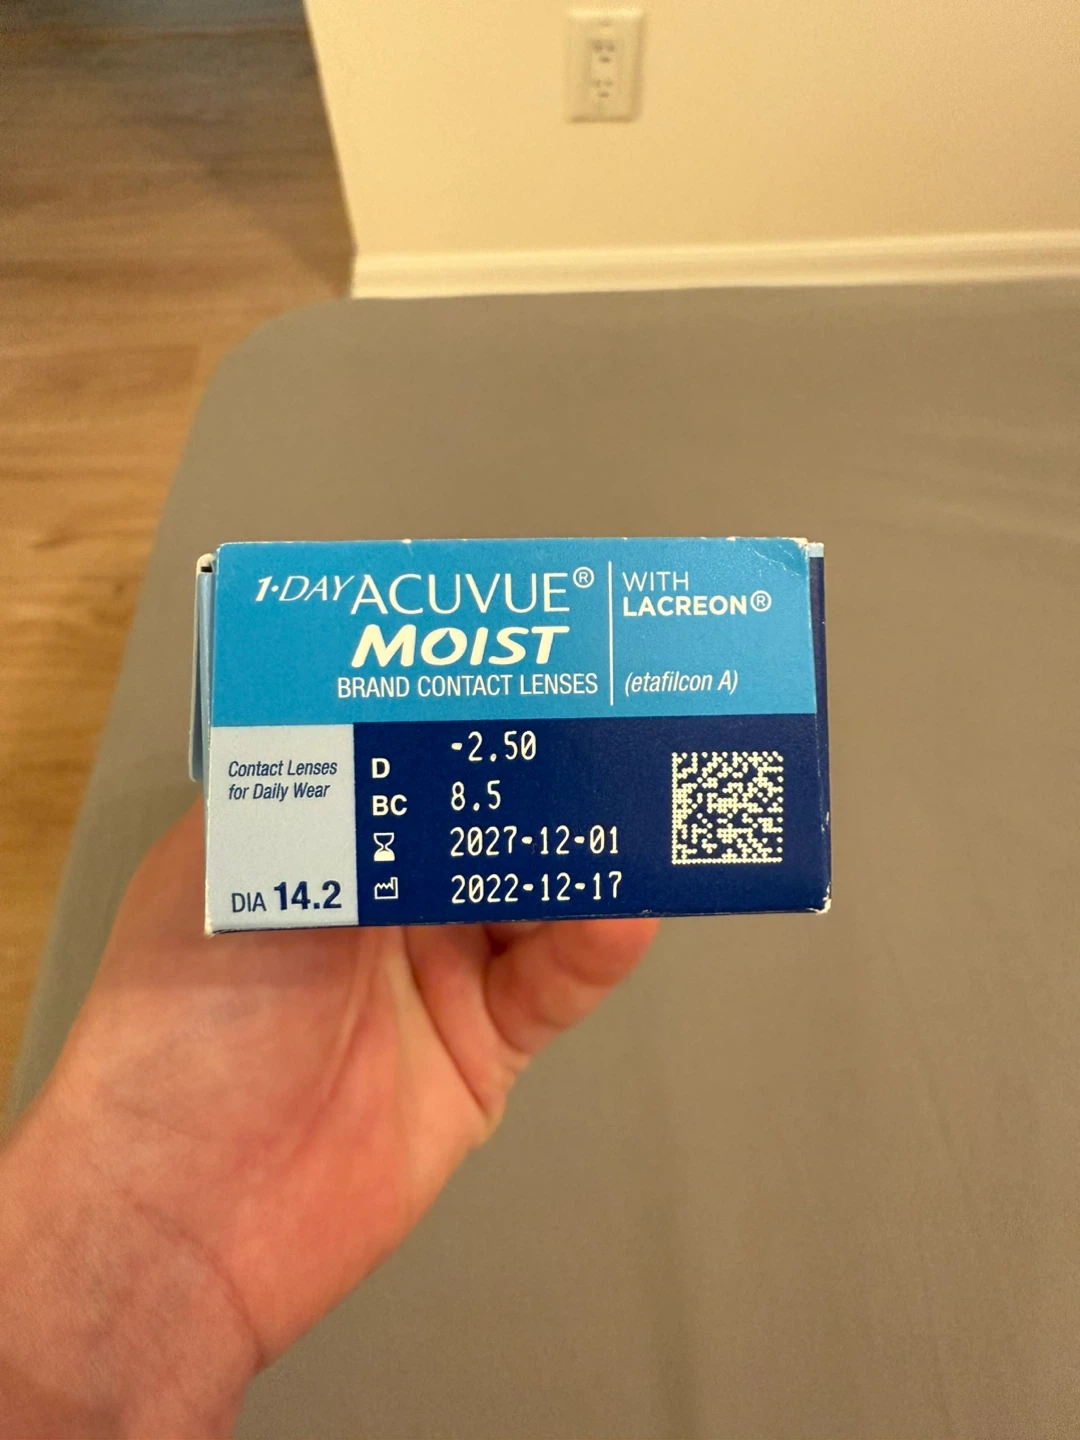 1·DAY ACUVUE® MOIST
BRAND CONTACT LENSES
WITH
LACREON®
(etafilcon A)
Contact Lenses
for Daily Wear
DIA 14.2
D -2.50
BC 8.5
2027-12-01
2022-12-17